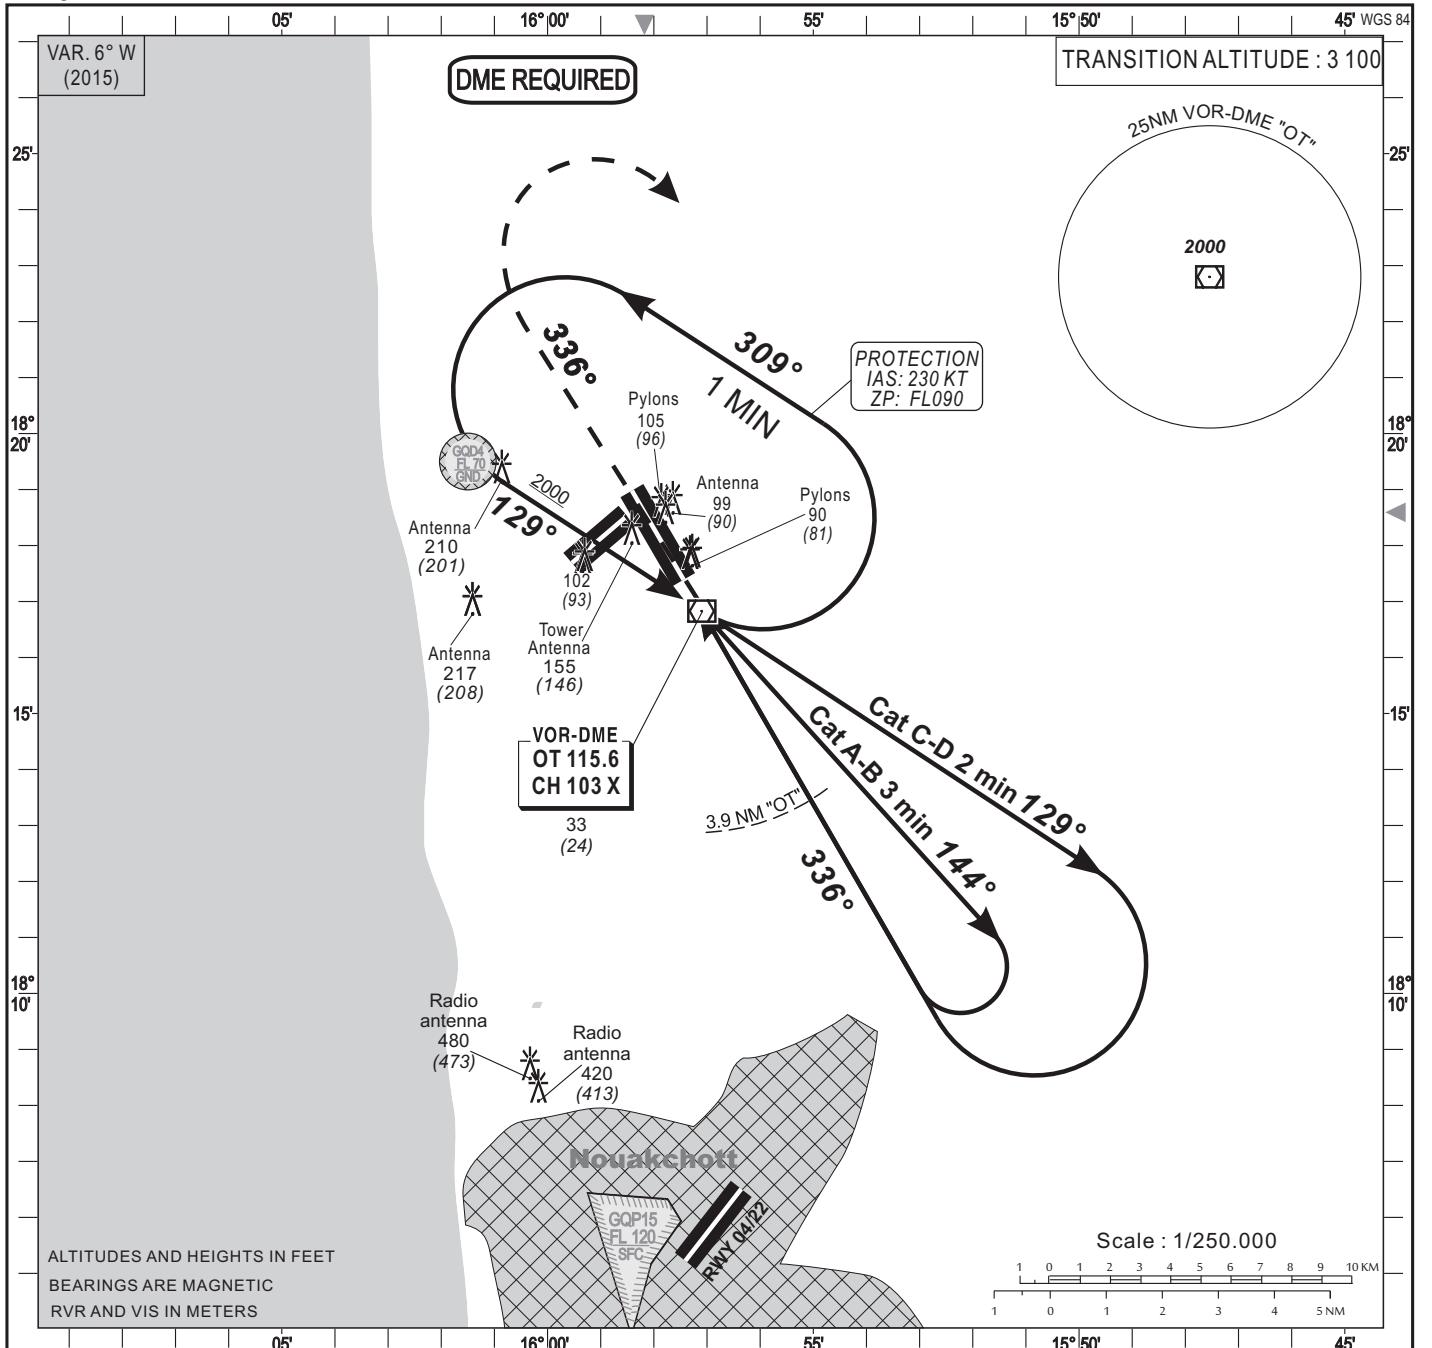 05'
16° 00'
55'
15° 50'
45' WGS 84
VAR. 6° W
(2015)
DME REQUIRED
TRANSITION ALTITUDE : 3 100
25NM VOR-DME "OT"
25'
25'
2000
336°
309°
1 MIN
PROTECTION
IAS: 230 KT
ZP: FL090
Pylons
105
(96)
18°
20'
18°
20'
GQD4
FL 70
GND
2000
129°
Antenna
99
(90)
Pylons
90
(81)
Antenna
210
(201)
102
(93)
Tower
Antenna
155
(146)
Antenna
217
(208)
15'
15'
VOR-DME
OT 115.6
CH 103 X
33
(24)
Cat C-D 2 min 129°
Cat A-B 3 min 144°
3.9 NM "OT"
336°
18°
10'
18°
10'
Radio
antenna
480
(473)
Radio
antenna
420
(413)
Nouakchott
GQP15
FL 120
SFC
RWY 04/22
ALTITUDES AND HEIGHTS IN FEET
BEARINGS ARE MAGNETIC
RVR AND VIS IN METERS
Scale : 1/250.000
1 0 1 2 3 4 5 6 7 8 9 10 KM
1 0 1 2 3 4 5 NM
05'
16° 00'
55'
15° 50'
45'